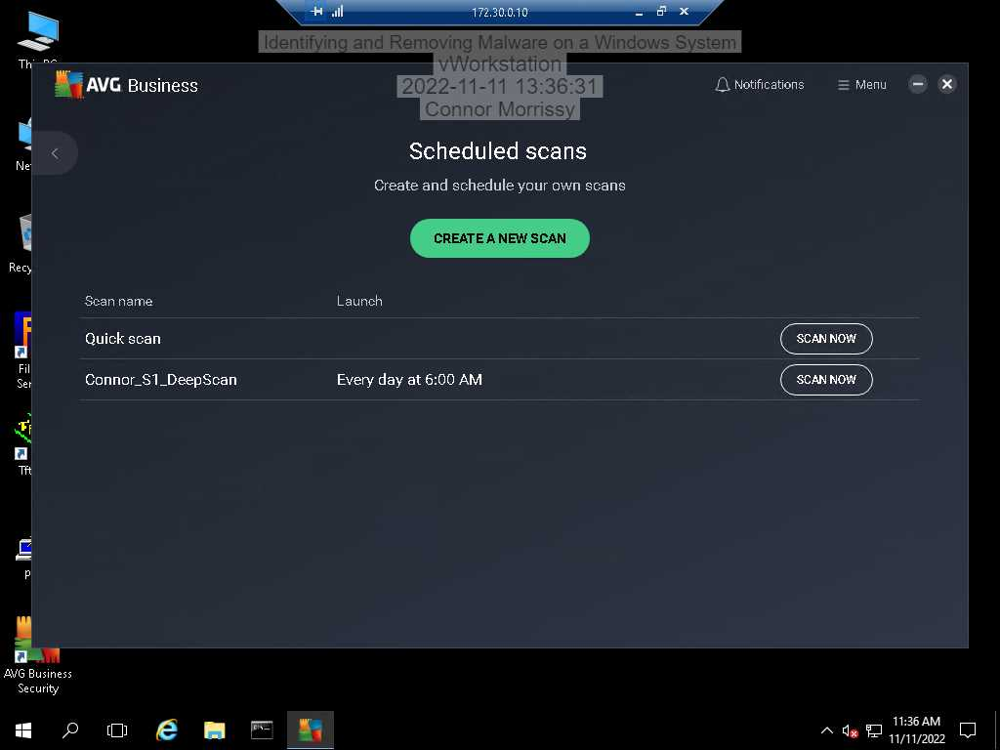 172.30.0.10
Identifying and Removing Malware on a Windows System
vWorkstation
2022-11-11 13:36:31
Connor Morrissy
AVG Business
Notifications
Menu
Scheduled scans
Create and schedule your own scans
CREATE A NEW SCAN
Scan name Launch
Quick scan SCAN NOW
Connor_S1_DeepScan Every day at 6:00 AM SCAN NOW
Recy
Fil
Ser
Tft
p
AVG Business
Security
11:36 AM
11/11/2022